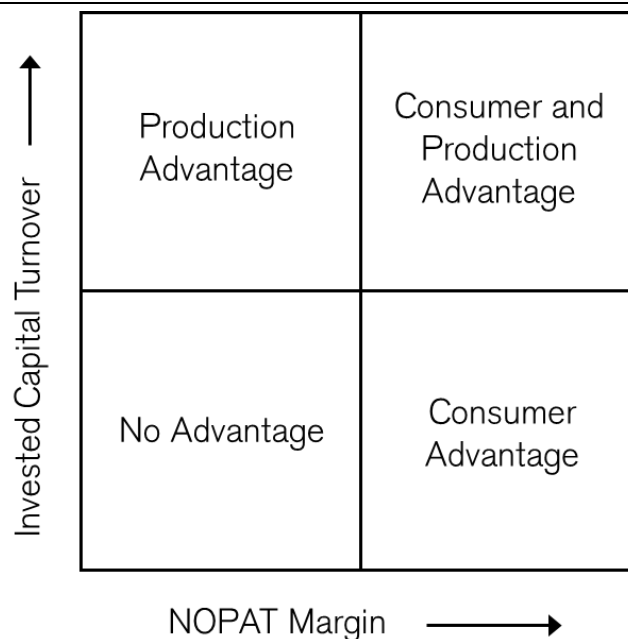 Invested Capital Turnover
Production
Advantage
Consumer and
Production
Advantage
No Advantage
Consumer
Advantage
NOPAT Margin